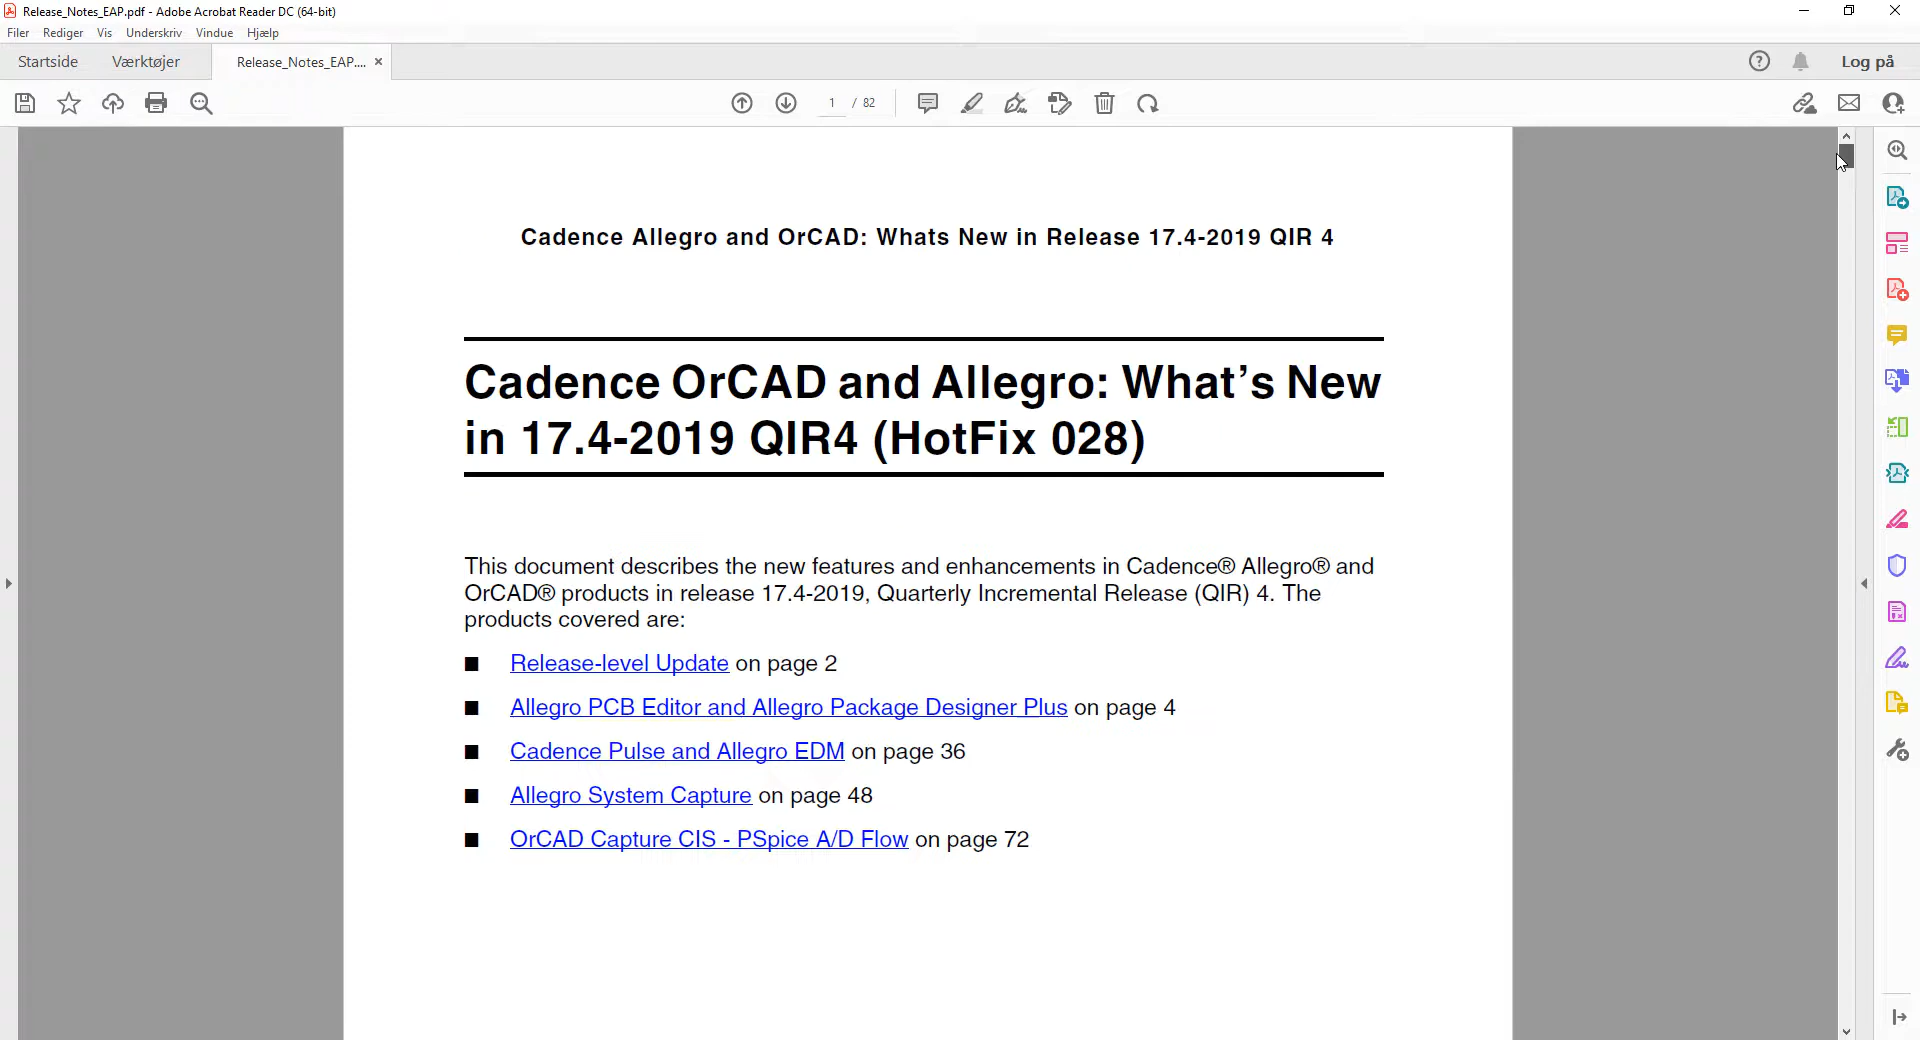 Release_Notes_EAP.pdf - Adobe Acrobat Reader DC (64-bit)
Filer Rediger Vis Underskriv Vindue Hjælp
Startside Værktøjer Release_Notes_EAP.... × Log på
1 / 82
Cadence Allegro and OrCAD: Whats New in Release 17.4-2019 QIR 4
Cadence OrCAD and Allegro: What’s New
in 17.4-2019 QIR4 (HotFix 028)
This document describes the new features and enhancements in Cadence® Allegro® and
OrCAD® products in release 17.4-2019, Quarterly Incremental Release (QIR) 4. The
products covered are:
■ Release-level Update on page 2
■ Allegro PCB Editor and Allegro Package Designer Plus on page 4
■ Cadence Pulse and Allegro EDM on page 36
■ Allegro System Capture on page 48
■ OrCAD Capture CIS - PSpice A/D Flow on page 72